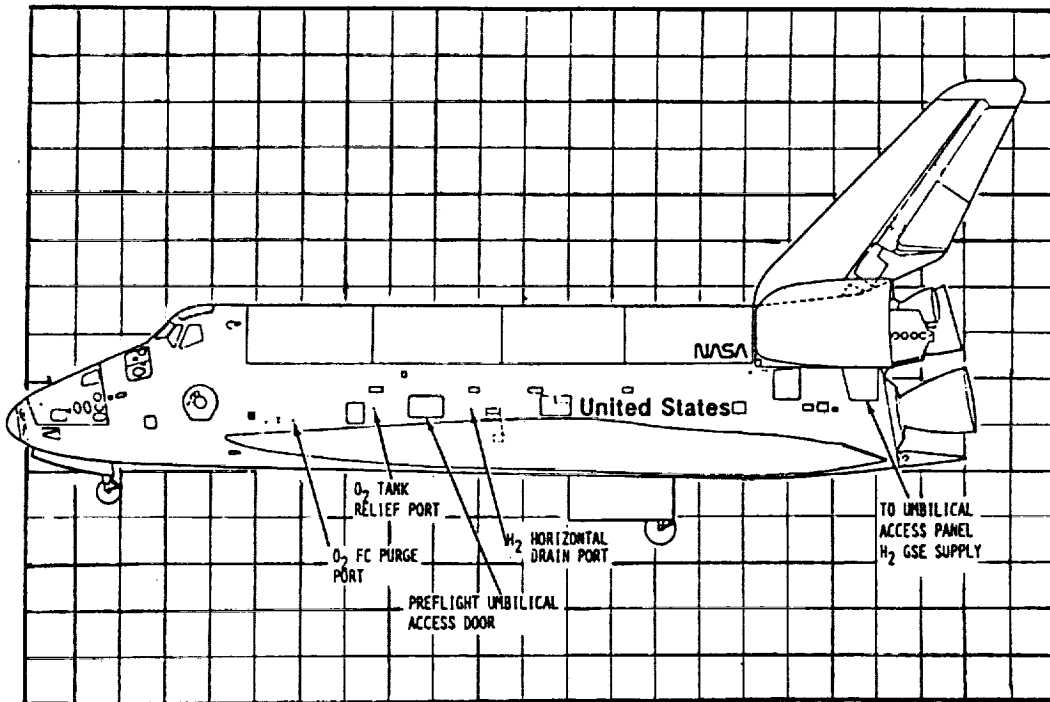 NASA
United States
O₂ TANK
RELIEF PORT
O₂ FC PURGE
PORT
H₂ HORIZONTAL
DRAIN PORT
PREFLIGHT UMBILICAL
ACCESS DOOR
TO UMBILICAL
ACCESS PANEL
H₂ GSE SUPPLY